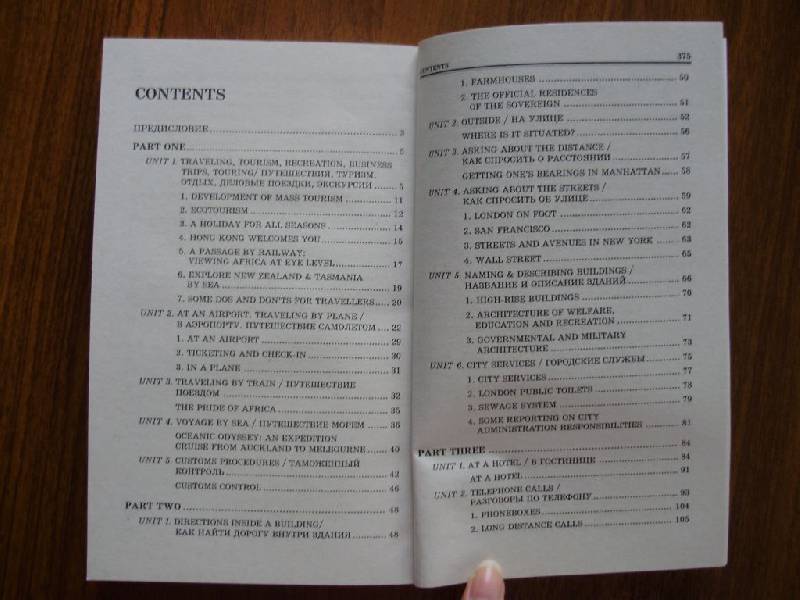 CONTENTS
ПРЕДИСЛОВИЕ 3
PART ONE 5
UNIT 1. TRAVELING, TOURISM, RECREATION, BUSINESS
TRIPS, TOURING/ ПУТЕШЕСТВИЯ, ТУРИЗМ,
ОТДЫХ, ДЕЛОВЫЕ ПОЕЗДКИ, ЭКСКУРСИИ 5
1. DEVELOPMENT OF MASS TOURISM 11
2. ECOTOURISM 12
3. A HOLIDAY FOR ALL SEASONS 14
4. HONG KONG WELCOMES YOU 15
5. A PASSAGE BY RAILWAY:
VIEWING AFRICA AT EYE LEVEL 17
6. EXPLORE NEW ZEALAND & TASMANIA
BY SEA 19
7. SOME DOS AND DON'TS FOR TRAVELLERS 20
UNIT 2. AT AN AIRPORT. TRAVELING BY PLANE /
В АЭРОПОРТУ. ПУТЕШЕСТВИЕ САМОЛЕТОМ 22
1. AT AN AIRPORT 29
2. TICKETING AND CHECK-IN 30
3. IN A PLANE 31
UNIT 3. TRAVELING BY TRAIN / ПУТЕШЕСТВИЕ
ПОЕЗДОМ 32
THE PRIDE OF AFRICA 35
UNIT 4. VOYAGE BY SEA / ПУТЕШЕСТВИЕ МОРЕМ 36
OCEANIC ODYSSEY: AN EXPEDITION
CRUISE FROM AUCKLAND TO MELBOURNE 40
UNIT 5. CUSTOMS PROCEDURES / ТАМОЖЕННЫЙ
КОНТРОЛЬ 42
CUSTOMS CONTROL 46
PART TWO 48
UNIT 1. DIRECTIONS INSIDE A BUILDING/
КАК НАЙТИ ДОРОГУ ВНУТРИ ЗДАНИЯ 48
CONTENTS 375
1. FARMHOUSES 50
2. THE OFFICIAL RESIDENCES
OF THE SOVEREIGN 51
UNIT 2. OUTSIDE / НА УЛИЦЕ 52
WHERE IS IT SITUATED? 56
UNIT 3. ASKING ABOUT THE DISTANCE /
КАК СПРОСИТЬ О РАССТОЯНИИ 57
GETTING ONE'S BEARINGS IN MANHATTAN 58
UNIT 4. ASKING ABOUT THE STREETS /
КАК СПРОСИТЬ ОБ УЛИЦЕ 59
1. LONDON ON FOOT 62
2. SAN FRANCISCO 62
3. STREETS AND AVENUES IN NEW YORK 63
4. WALL STREET 65
UNIT 5. NAMING & DESCRIBING BUILDINGS /
НАЗВАНИЕ И ОПИСАНИЕ ЗДАНИЙ 66
1. HIGH-RISE BUILDINGS 70
2. ARCHITECTURE OF WELFARE,
EDUCATION AND RECREATION 71
3. GOVERNMENTAL AND MILITARY
ARCHITECTURE 73
UNIT 6. CITY SERVICES / ГОРОДСКИЕ СЛУЖБЫ 75
1. CITY SERVICES 77
2. LONDON PUBLIC TOILETS 78
3. SEWAGE SYSTEM 79
4. SOME REPORTING ON CITY
ADMINISTRATION RESPONSIBILITIES 81
PART THREE 84
UNIT 1. AT A HOTEL / В ГОСТИНИЦЕ 84
AT A HOTEL 91
UNIT 2. TELEPHONE CALLS /
РАЗГОВОРЫ ПО ТЕЛЕФОНУ 93
1. PHONEBOXES 104
2. LONG DISTANCE CALLS 105